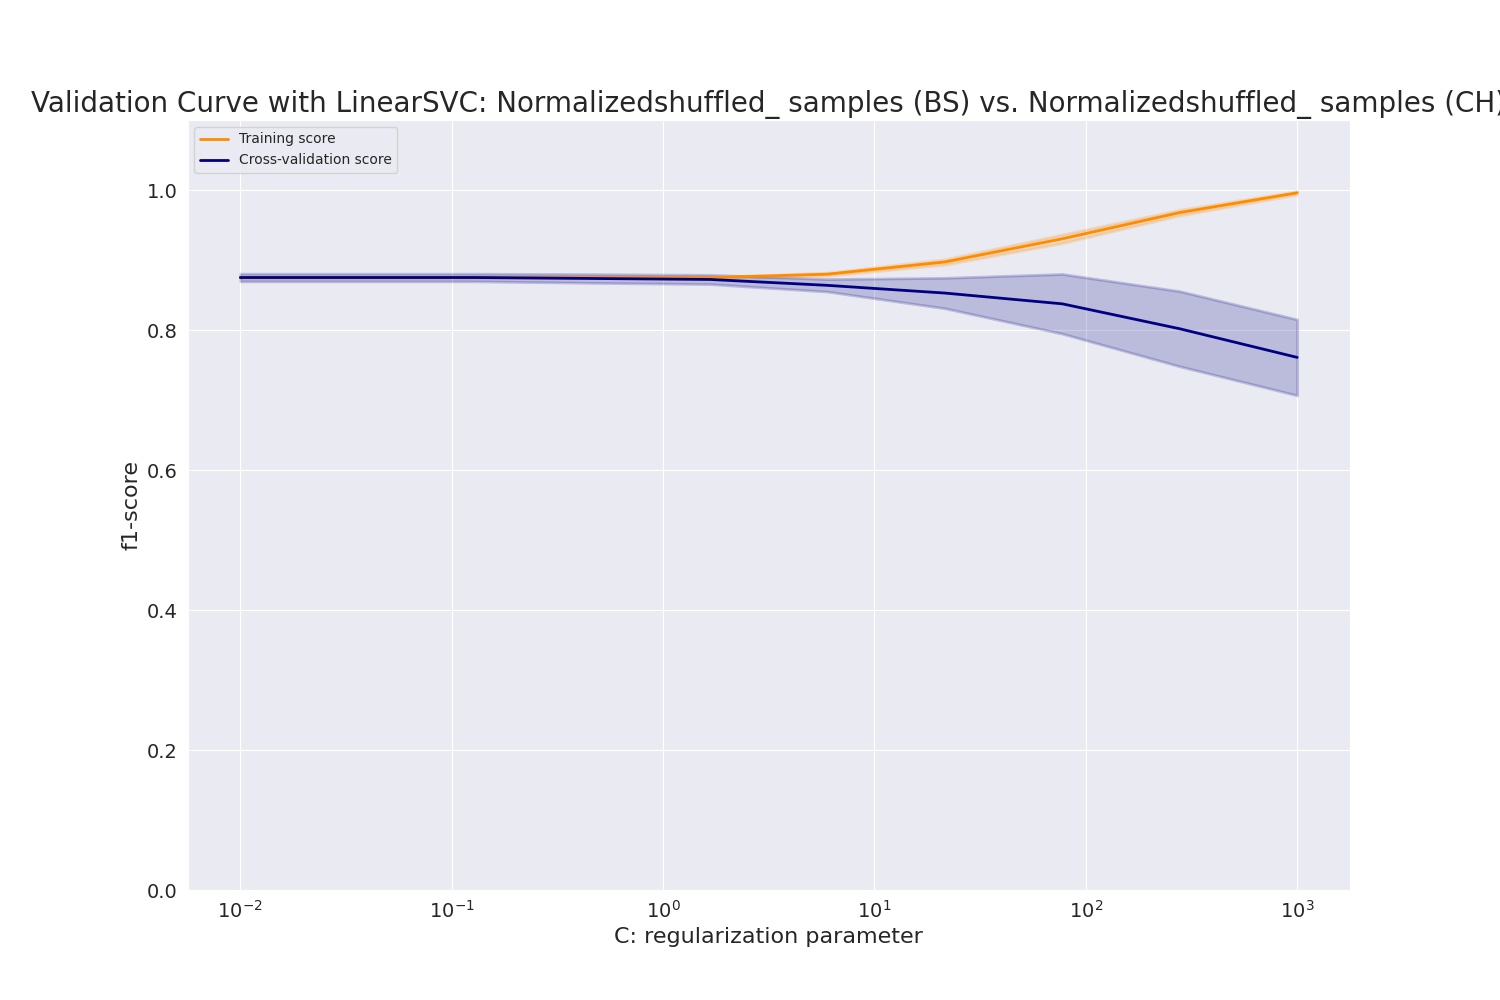 Validation Curve with LinearSVC: Normalizedshuffled_ samples (BS) vs. Normalizedshuffled_ samples (CH)
Training score
Cross-validation score
1.0
0.8
0.6
0.4
0.2
0.0
f1-score
10⁻² 10⁻¹ 10⁰ 10¹ 10² 10³
C: regularization parameter